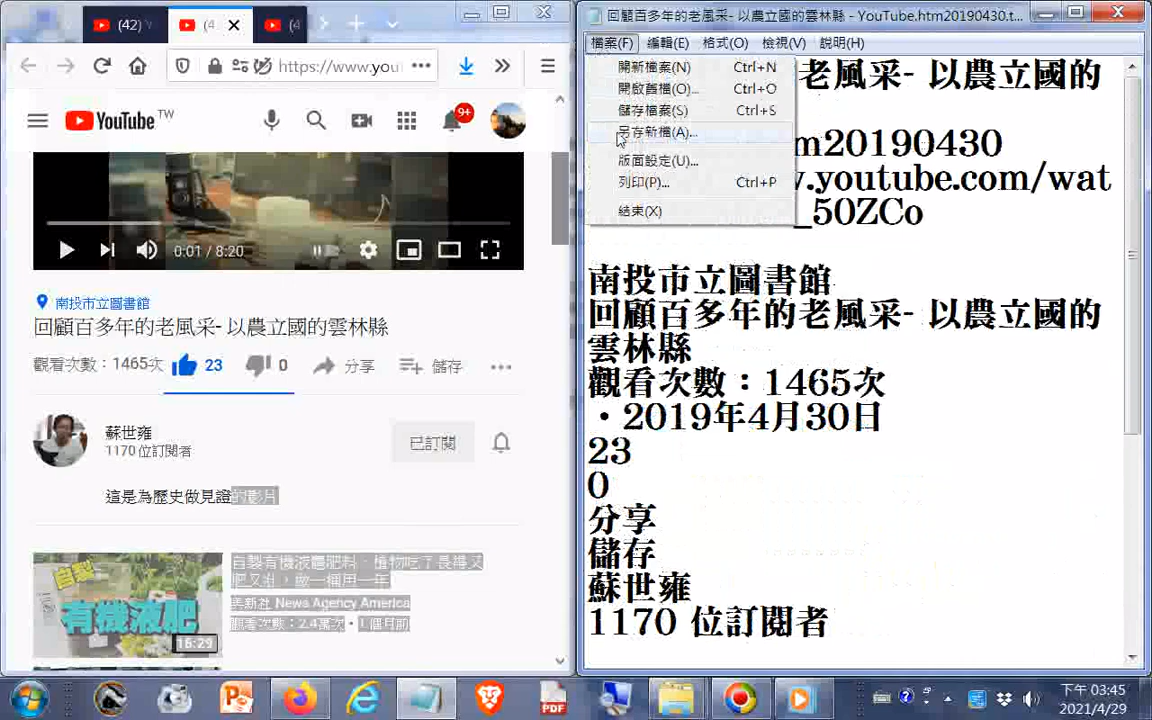 (42)
(4
(4
https://www.you
YouTube TW
9+
0:01 / 8:20
南投市立圖書館
回顧百多年的老風采- 以農立國的雲林縣
觀看次數：1465次
23
0
分享
儲存
蘇世雍
1170 位訂閱者
已訂閱
這是為歷史做見證的影片
自製
有機液肥
16:29
自製有機液體肥料，植物吃了長得又
肥又壯，做一桶用一年
美新社 News Agency America
觀看次數：2.4萬次・1 個月前
回顧百多年的老風采- 以農立國的雲林縣 - YouTube.htm20190430.t...
檔案(F) 編輯(E) 格式(O) 檢視(V) 說明(H)
開新檔案(N) Ctrl+N
開啟舊檔(O)... Ctrl+O
儲存檔案(S) Ctrl+S
另存新檔(A)...
版面設定(U)...
列印(P)... Ctrl+P
結束(X)
老風采- 以農立國的
m20190430
w.youtube.com/wat
_5OZCo
南投市立圖書館
回顧百多年的老風采- 以農立國的
雲林縣
觀看次數：1465次
・2019年4月30日
23
0
分享
儲存
蘇世雍
1170 位訂閱者
PDF
下午 03:45
2021/4/29